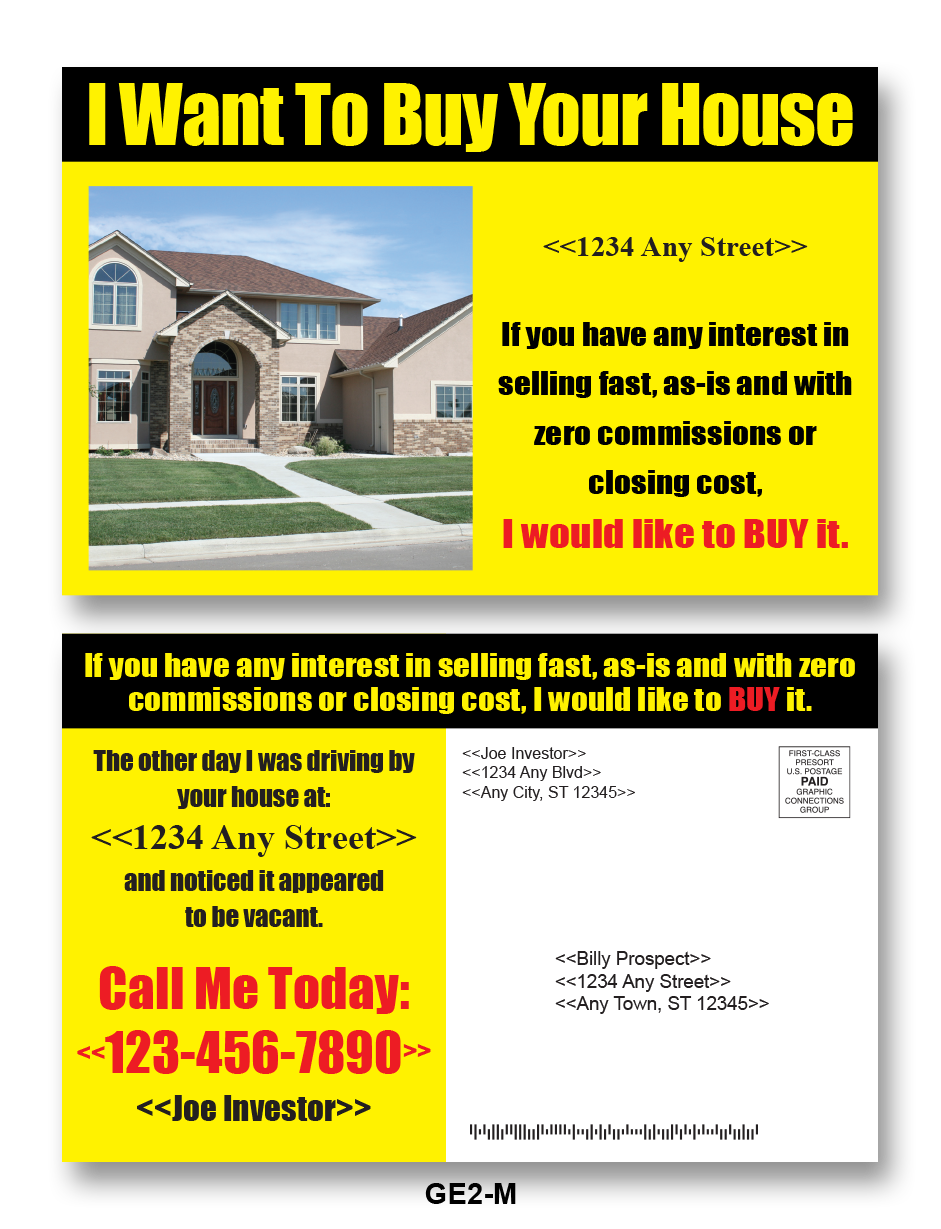 I Want To Buy Your House
<<1234 Any Street>>
If you have any interest in
selling fast, as-is and with
zero commissions or
closing cost,
I would like to BUY it.
If you have any interest in selling fast, as-is and with zero
commissions or closing cost, I would like to BUY it.
The other day I was driving by
your house at:
<<1234 Any Street>>
and noticed it appeared
to be vacant.
Call Me Today:
<<123-456-7890>>
<<Joe Investor>>
<<Joe Investor>>
<<1234 Any Blvd>>
<<Any City, ST 12345>>
FIRST-CLASS
PRESORT
U.S. POSTAGE
PAID
GRAPHIC
CONNECTIONS
GROUP
<<Billy Prospect>>
<<1234 Any Street>>
<<Any Town, ST 12345>>
GE2-M